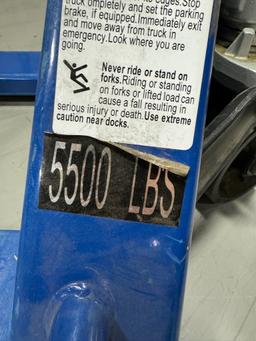 truck ompletely and set the parking
brake, if equipped.Immediately exit
and move away from truck in
emergency.Look where you are
going.
Never ride or stand on
forks.Riding or standing
on forks or lifted load can
cause a fall resulting in
serious injury or death.Use extreme
caution near docks.
5500 LBS